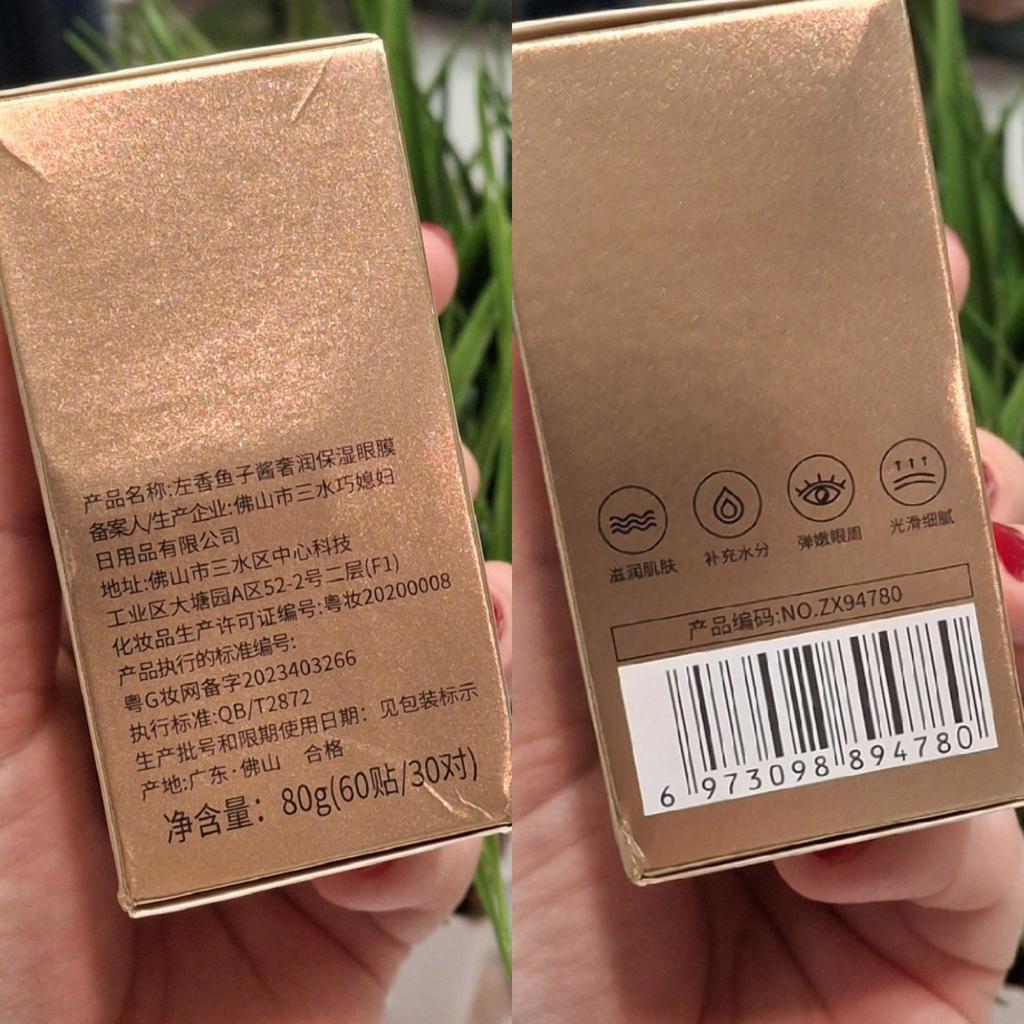 产品名称:左香鱼子酱奢润保湿眼膜
备案人/生产企业:佛山市三水巧媳妇
日用品有限公司
地址:佛山市三水区中心科技
工业区大塘园A区52-2号二层(F1)
化妆品生产许可证编号:粤妆20200008
产品执行的标准编号:
粤G妆网备字2023403266
执行标准:QB/T2872
生产批号和限期使用日期：见包装标示
产地:广东·佛山 合格
净含量：80g(60贴/30对)
滋润肌肤 补充水分 弹嫩眼周 光滑细腻
产品编码:NO.ZX94780
6 973098 894780